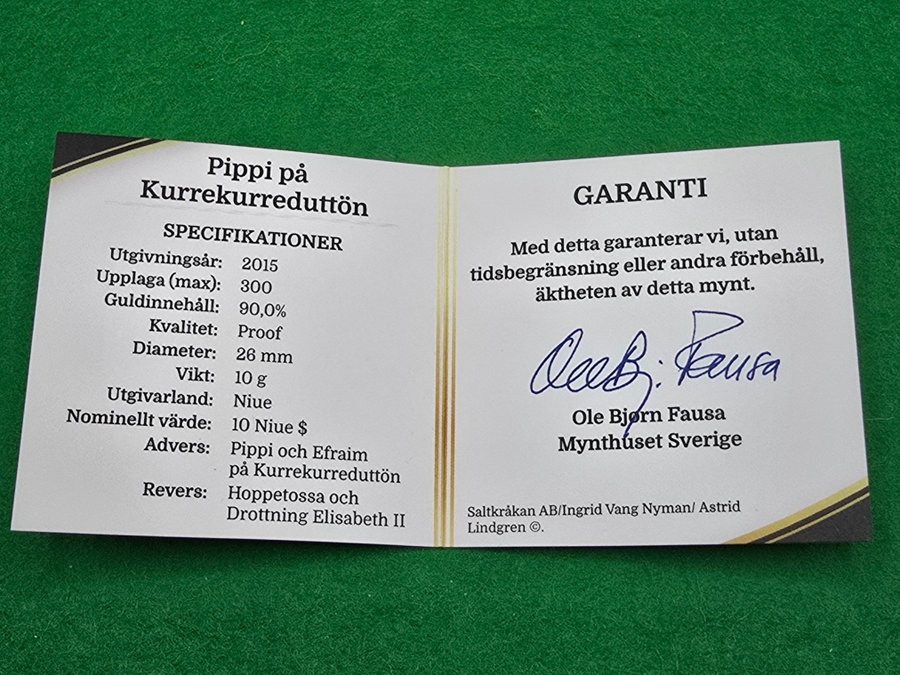 Pippi på
Kurrekurreduttön
SPECIFIKATIONER
Utgivningsår: 2015
Upplaga (max): 300
Guldinnehåll: 90,0%
Kvalitet: Proof
Diameter: 26 mm
Vikt: 10 g
Utgivarland: Niue
Nominellt värde: 10 Niue $
Advers: Pippi och Efraim
på Kurrekurreduttön
Revers: Hoppetossa och
Drottning Elisabeth II
GARANTI
Med detta garanterar vi, utan
tidsbegränsning eller andra förbehåll,
äktheten av detta mynt.
Ole Bj. Fausa
Ole Bjørn Fausa
Mynthuset Sverige
Saltkråkan AB/Ingrid Vang Nyman/ Astrid
Lindgren ©.